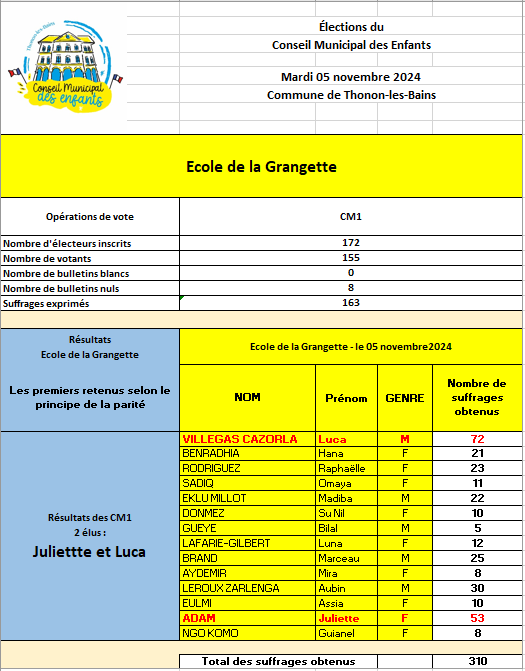 Élections du
Conseil Municipal des Enfants
Thonon-les-Bains
Conseil Municipal
des enfants
Mardi 05 novembre 2024
Commune de Thonon-les-Bains
Ecole de la Grangette
Opérations de vote CM1
Nombre d'électeurs inscrits 172
Nombre de votants 155
Nombre de bulletins blancs 0
Nombre de bulletins nuls 8
Suffrages exprimés 163
Résultats
Ecole de la Grangette
Ecole de la Grangette - le 05 novembre2024
Les premiers retenus selon le
principe de la parité
NOM Prénom GENRE Nombre de
suffrages
obtenus
VILLEGAS CAZORLA Luca M 72
BENRADHIA Hana F 21
RODRIGUEZ Raphaëlle F 23
SADIQ Omaya F 11
EKLU MILLOT Madiba M 22
DONMEZ Su Nil F 10
GUEYE Bilal M 5
LAFARIE-GILBERT Luna F 12
BRAND Marceau M 25
AYDEMIR Mira F 8
LEROUX ZARLENGA Aubin M 30
EULMI Assia F 10
ADAM Juliette F 53
NGO KOMO Guianel F 8
Résultats des CM1
2 élus :
Juliettte et Luca
Total des suffrages obtenus 310